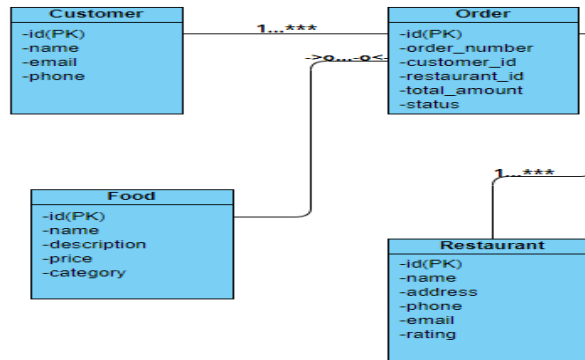 Customer
-id(PK)
-name
-email
-phone
1...***
Order
-id(PK)
-order_number
-customer_id
-restaurant_id
-total_amount
-status
->o...-o<-
Food
-id(PK)
-name
-description
-price
-category
1...***
Restaurant
-id(PK)
-name
-address
-phone
-email
-rating